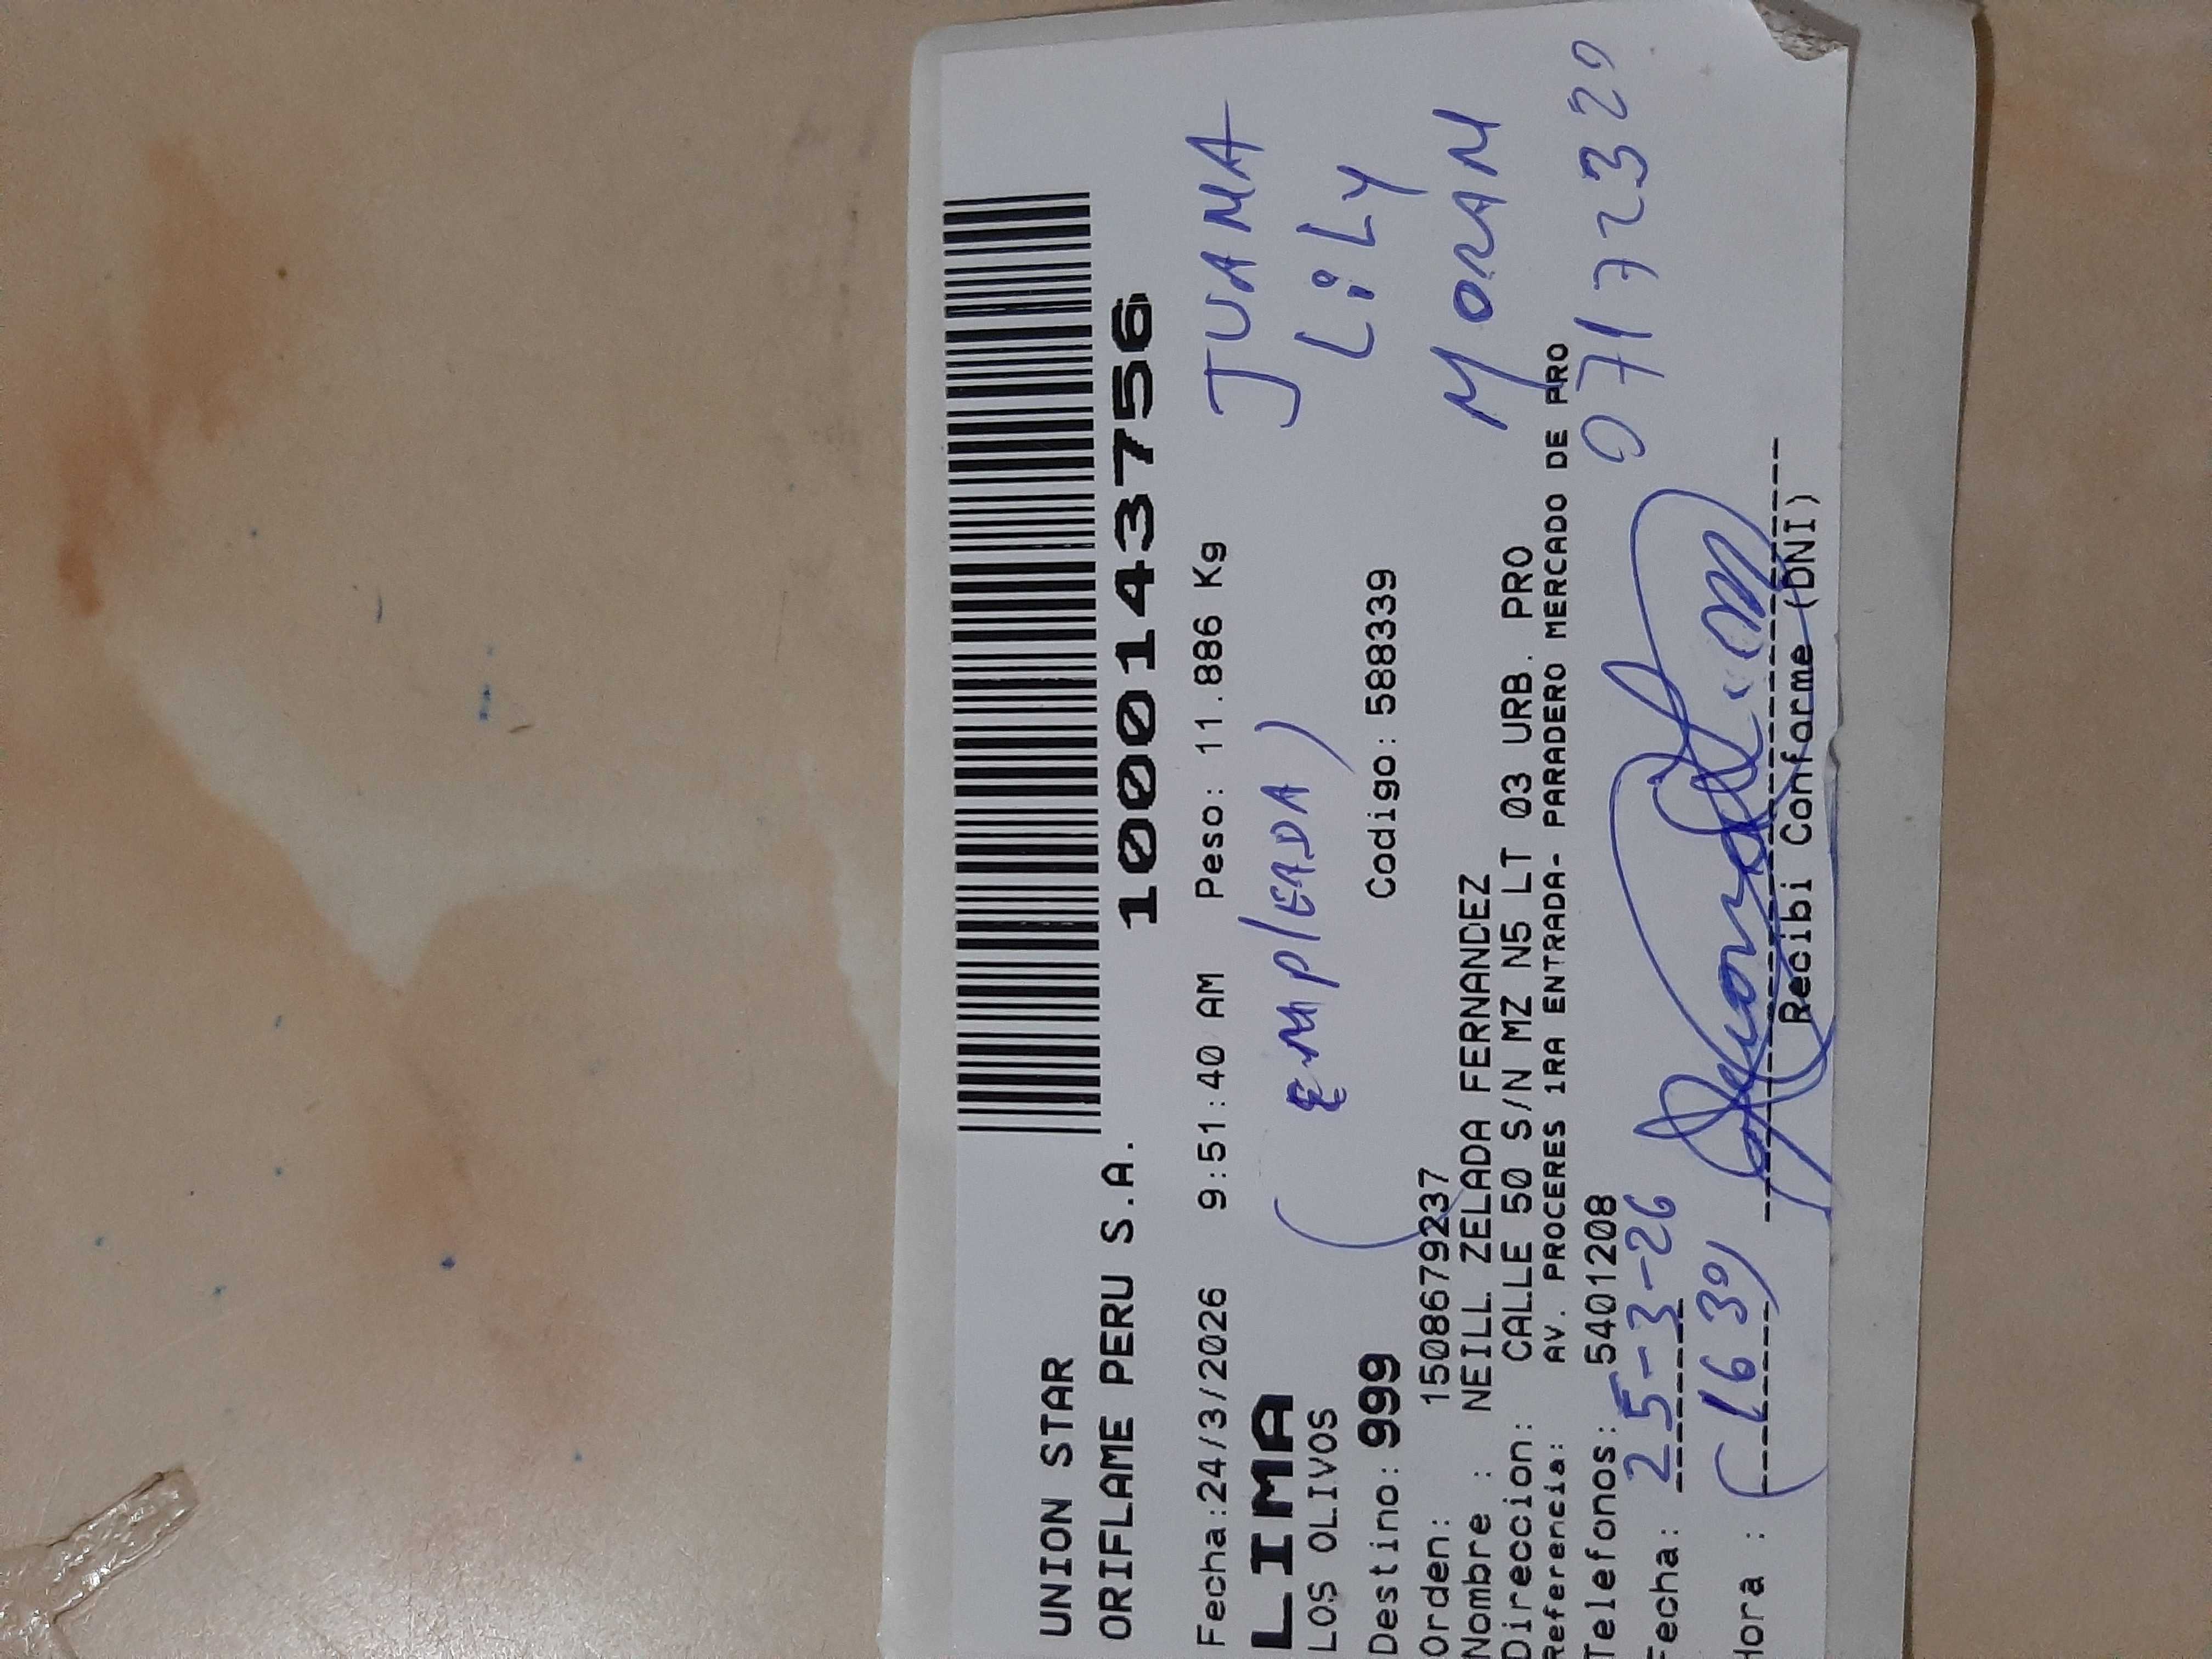 UNION STAR
ORIFLAME PERU S.A.
1000143756
Fecha:24/3/2026 9:51:40 AM Peso: 11.886 Kg
JUANA
LIMA
(EMPLEADA)
LiLy
LOS OLIVOS
Destino: 999 Codigo: 588339
Orden: 1508679237
MORAN
Nombre : NEILL ZELADA FERNANDEZ
Direccion: CALLE 50 S/N MZ N5 LT 03 URB. PRO
Referencia: AV. PROCERES 1RA ENTRADA- PARADERO MERCADO DE PRO
Telefonos: 5401208
07172320
Fecha: 25-3-26
Hora : (1630)
Recibi Conforme (DNI)